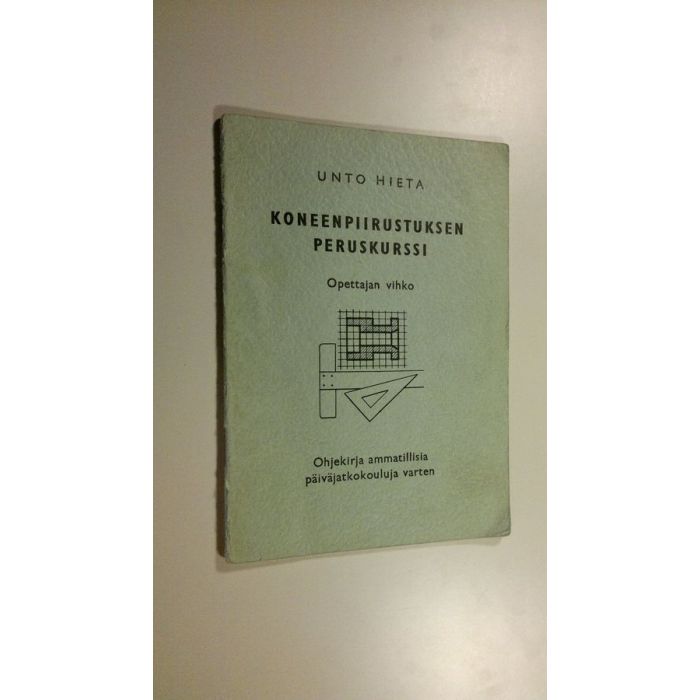 UNTO HIETA
KONEENPIIRUSTUKSEN
PERUSKURSSI
Opettajan vihko
Ohjekirja ammatillisia
päiväjatkokouluja varten